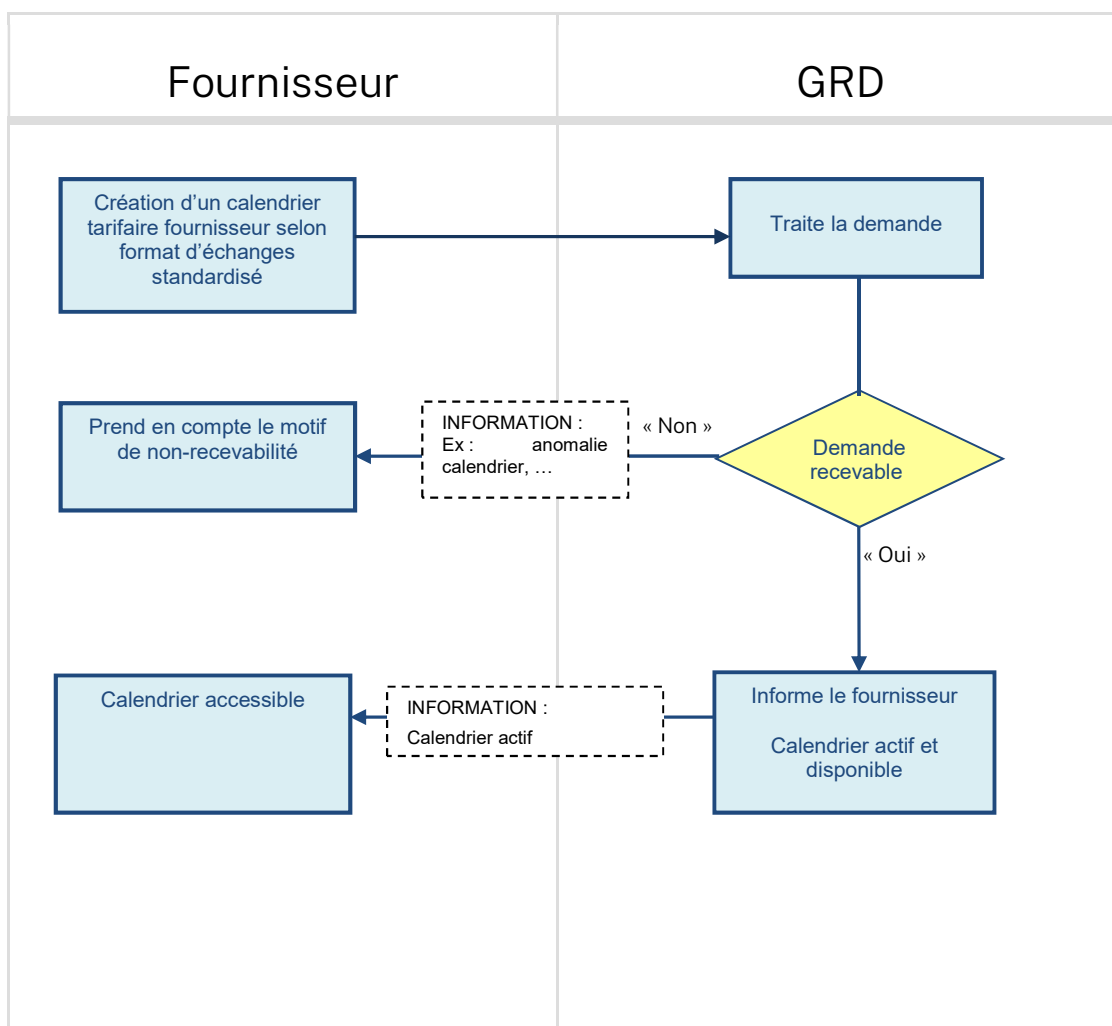 Fournisseur
GRD
Création d’un calendrier
tarifaire fournisseur selon
format d’échanges
standardisé
Traite la demande
Prend en compte le motif
de non-recevabilité
INFORMATION :
Ex : anomalie
calendrier, …
« Non »
Demande
recevable
« Oui »
Calendrier accessible
INFORMATION :
Calendrier actif
Informe le fournisseur
Calendrier actif et
disponible